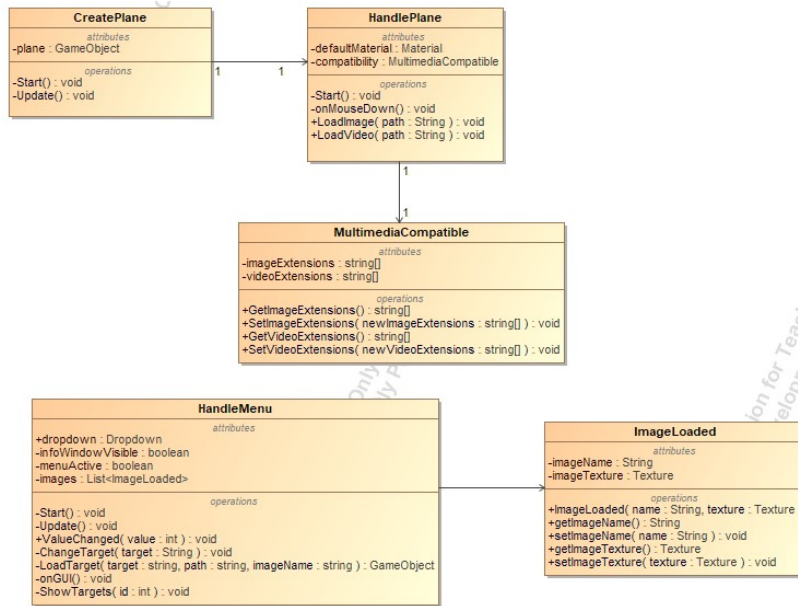 CreatePlane
attributes
-plane : GameObject
operations
-Start() : void
-Update() : void
1
1
HandlePlane
attributes
-defaultMaterial : Material
-compatibility : MultimediaCompatible
operations
-Start() : void
-onMouseDown() : void
+LoadImage( path : String ) : void
+LoadVideo( path : String ) : void
1
1
MultimediaCompatible
attributes
-imageExtensions : string[]
-videoExtensions : string[]
operations
+GetImageExtensions() : string[]
+SetImageExtensions( newImageExtensions : string[] ) : void
+GetVideoExtensions() : string[]
+SetVideoExtensions( newVideoExtensions : string[] ) : void
HandleMenu
attributes
+dropdown : Dropdown
-infoWindowVisible : boolean
-menuActive : boolean
-images : List<ImageLoaded>
operations
-Start() : void
-Update() : void
+ValueChanged( value : int ) : void
-ChangeTarget( target : String ) : void
-LoadTarget( target : string, path : string, imageName : string ) : GameObject
-onGUI() : void
-ShowTargets( id : int ) : void
ImageLoaded
attributes
-imageName : String
-imageTexture : Texture
operations
+ImageLoaded( name : String, texture : Texture
+getImageName() : String
+setImageName( name : String ) : void
+getImageTexture() : Texture
+setImageTexture( texture : Texture ) : void
Only
ly
for Teas